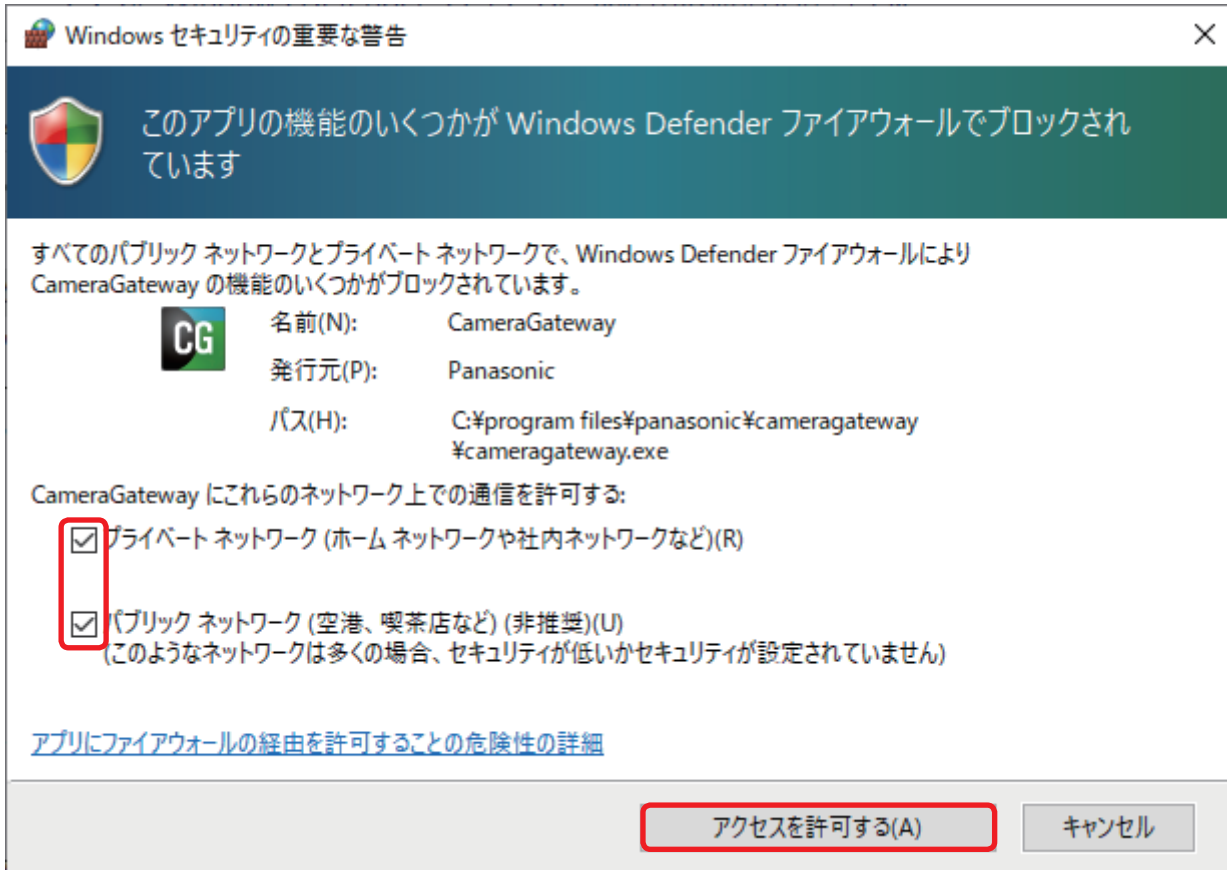 Windows セキュリティの重要な警告
このアプリの機能のいくつかが Windows Defender ファイアウォールでブロックされ
ています
すべてのパブリック ネットワークとプライベート ネットワークで、Windows Defender ファイアウォールにより
CameraGateway の機能のいくつかがブロックされています。
CG
名前(N): CameraGateway
発行元(P): Panasonic
パス(H): C:¥program files¥panasonic¥cameragateway
¥cameragateway.exe
CameraGateway にこれらのネットワーク上での通信を許可する:
プライベート ネットワーク (ホーム ネットワークや社内ネットワークなど)(R)
パブリック ネットワーク (空港、喫茶店など) (非推奨)(U)
(このようなネットワークは多くの場合、セキュリティが低いかセキュリティが設定されていません)
アプリにファイアウォールの経由を許可することの危険性の詳細
アクセスを許可する(A) キャンセル